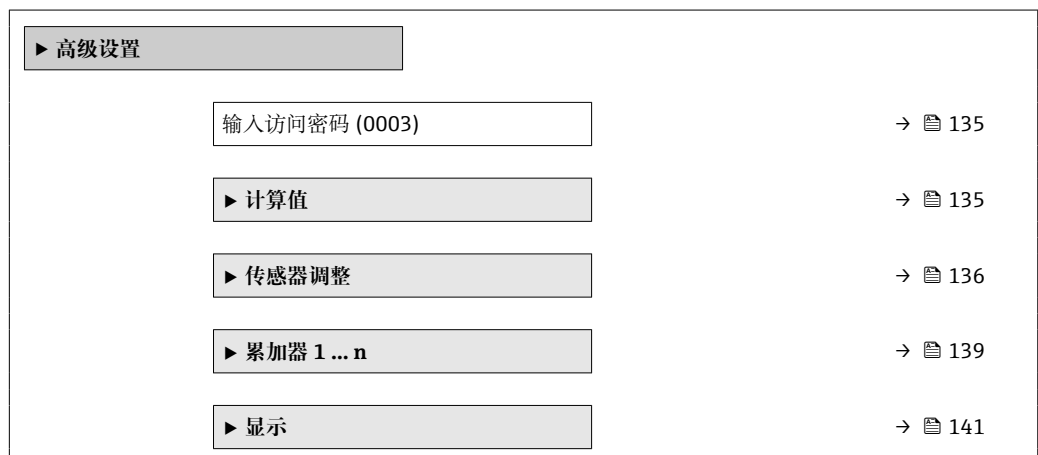 ▶ 高级设置
输入访问密码 (0003) → 🖹 135
▶ 计算值 → 🖹 135
▶ 传感器调整 → 🖹 136
▶ 累加器 1 ... n → 🖹 139
▶ 显示 → 🖹 141